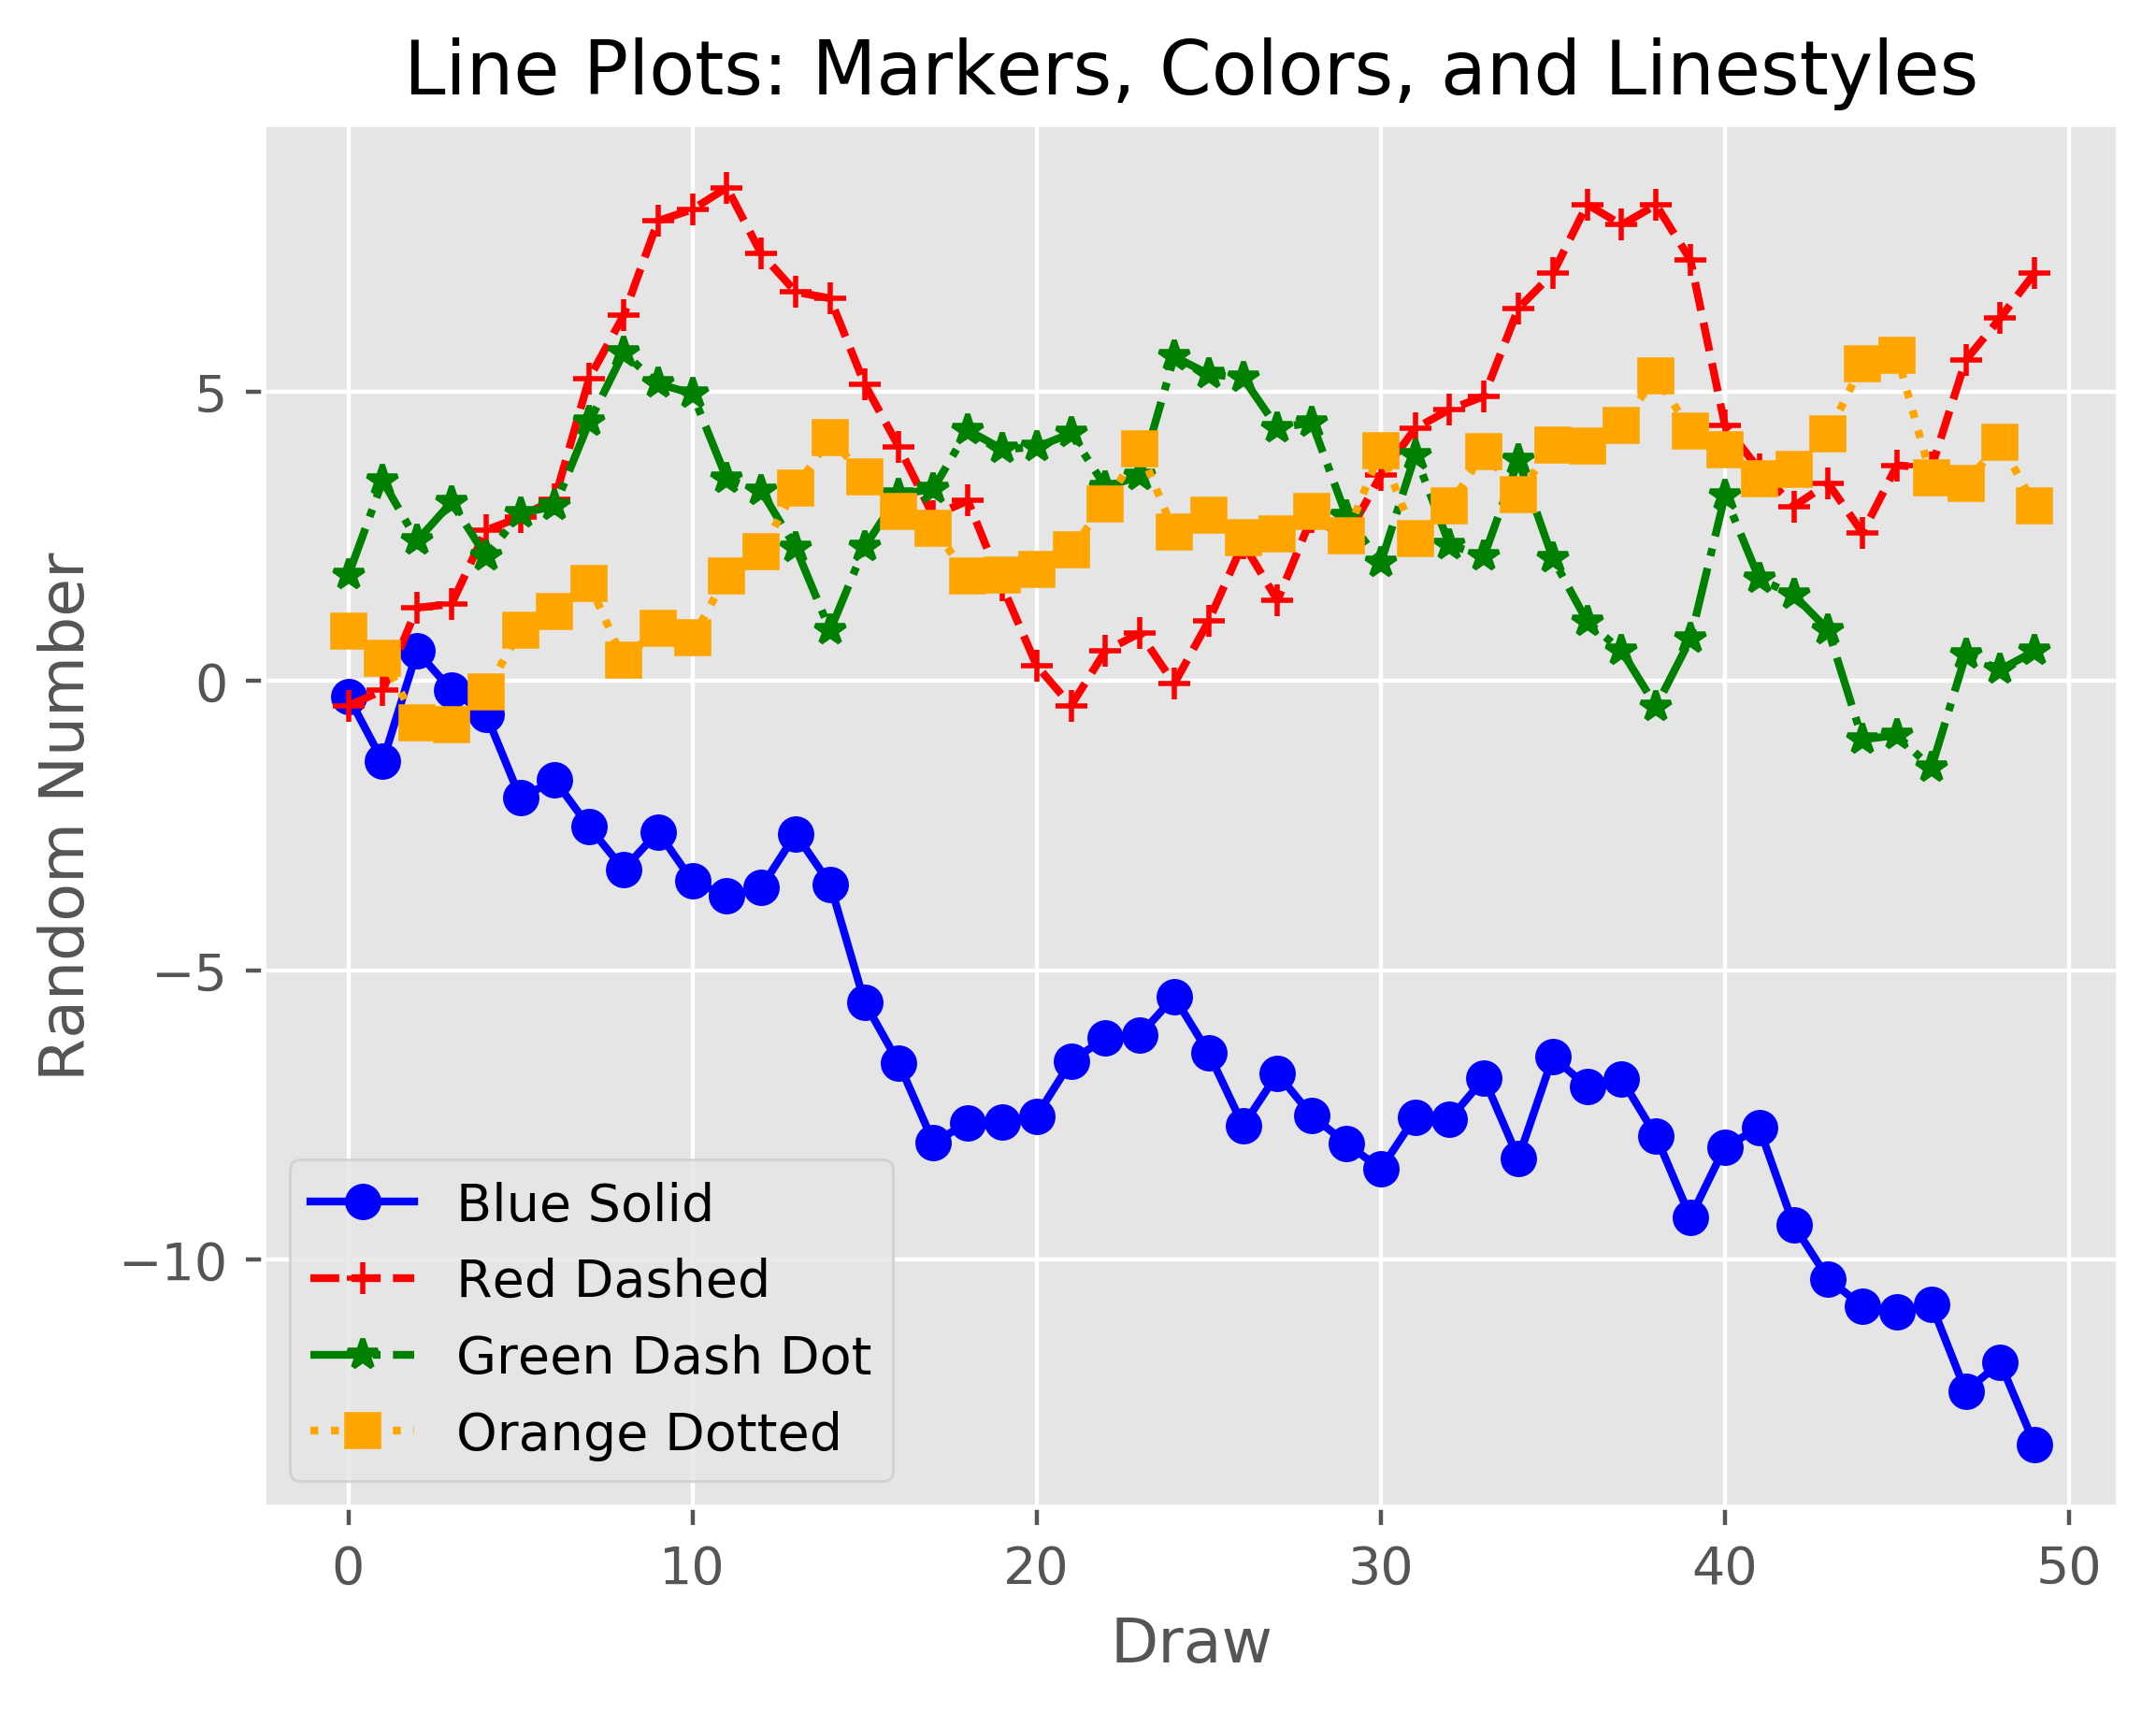 Line Plots: Markers, Colors, and Linestyles
Random Number
5
0
−5
−10
Blue Solid
Red Dashed
Green Dash Dot
Orange Dotted
0 10 20 30 40 50
Draw